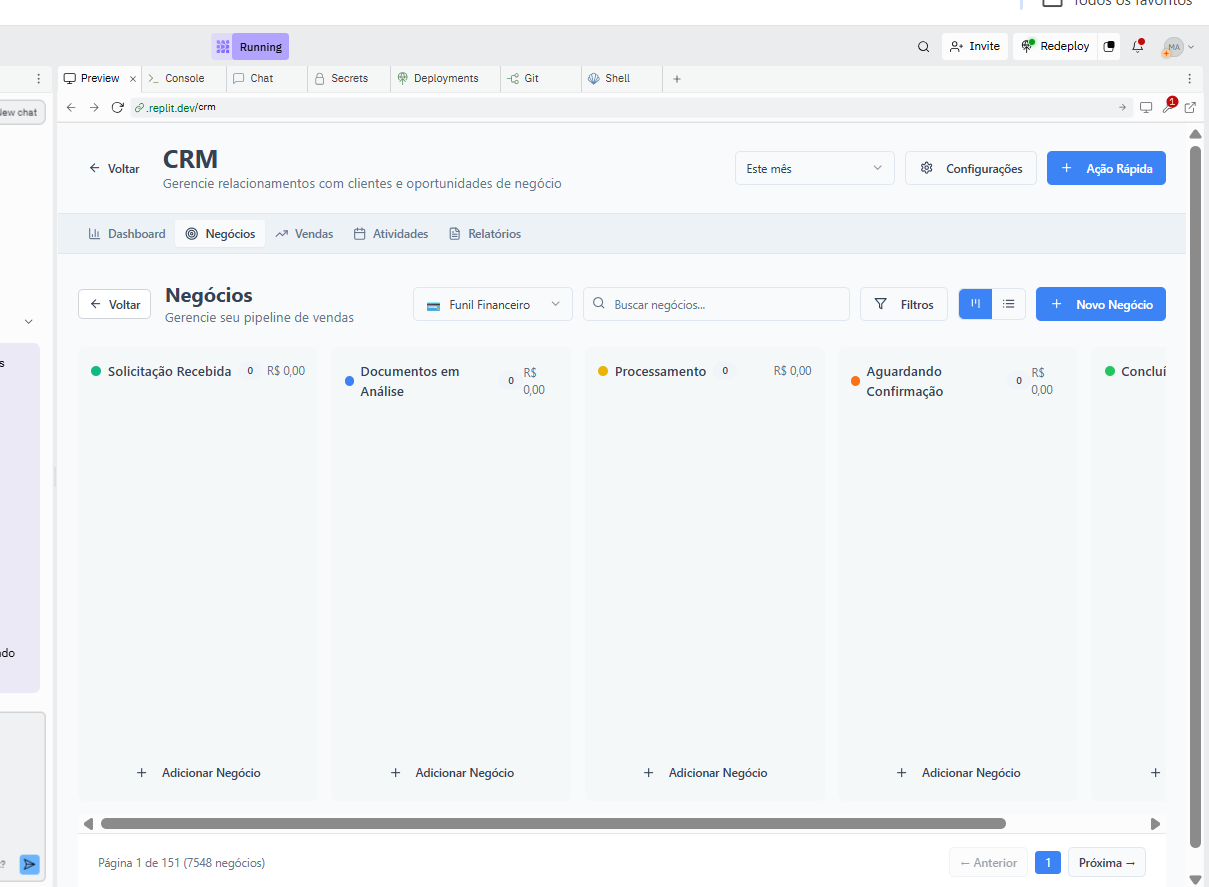 Running
Invite
Redeploy
MA
Preview
Console
Chat
Secrets
Deployments
Git
Shell
New chat
.replit.dev/crm
1
Voltar
CRM
Gerencie relacionamentos com clientes e oportunidades de negócio
Este mês
Configurações
Ação Rápida
Dashboard
Negócios
Vendas
Atividades
Relatórios
Voltar
Negócios
Gerencie seu pipeline de vendas
Funil Financeiro
Buscar negócios...
Filtros
Novo Negócio
Solicitação Recebida 0 R$ 0,00
Documentos em
Análise
0
R$
0,00
Processamento 0 R$ 0,00
Aguardando
Confirmação
0
R$
0,00
Concluí
Adicionar Negócio
Adicionar Negócio
Adicionar Negócio
Adicionar Negócio
Página 1 de 151 (7548 negócios)
← Anterior
1
Próxima →